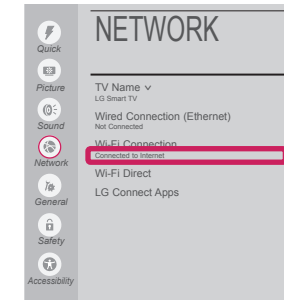 NETWORK
Quick
Picture
Sound
Network
General
Safety
Accessibility
TV Name
LG Smart TV
Wired Connection (Ethernet)
Not Connected
Wi-Fi Connection
Connected to Internet
Wi-Fi Direct
LG Connect Apps